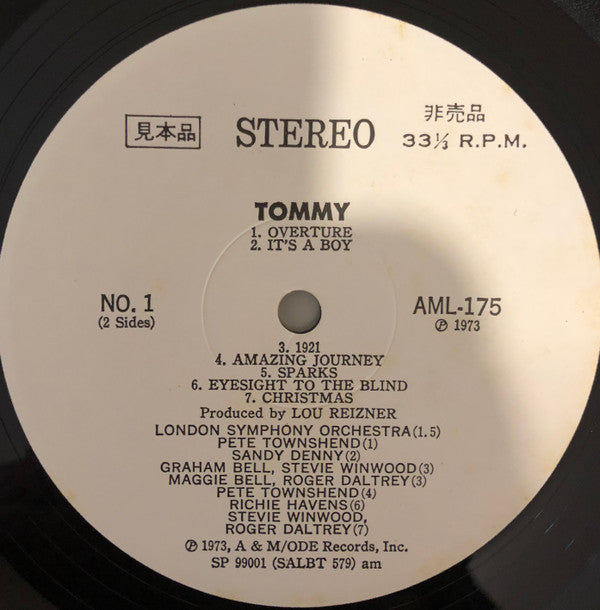 見本品
STEREO
非売品
33⅓ R.P.M.
TOMMY
1. OVERTURE
2. IT'S A BOY
NO. 1
(2 Sides)
AML-175
Ⓟ 1973
3. 1921
4. AMAZING JOURNEY
5. SPARKS
6. EYESIGHT TO THE BLIND
7. CHRISTMAS
Produced by LOU REIZNER
LONDON SYMPHONY ORCHESTRA(1.5)
PETE TOWNSHEND(1)
SANDY DENNY(2)
GRAHAM BELL, STEVIE WINWOOD(3)
MAGGIE BELL, ROGER DALTREY(3)
PETE TOWNSHEND(4)
RICHIE HAVENS(6)
STEVIE WINWOOD,
ROGER DALTREY(7)
Ⓟ 1973, A & M/ODE Records, Inc.
SP 99001 (SALBT 579) am